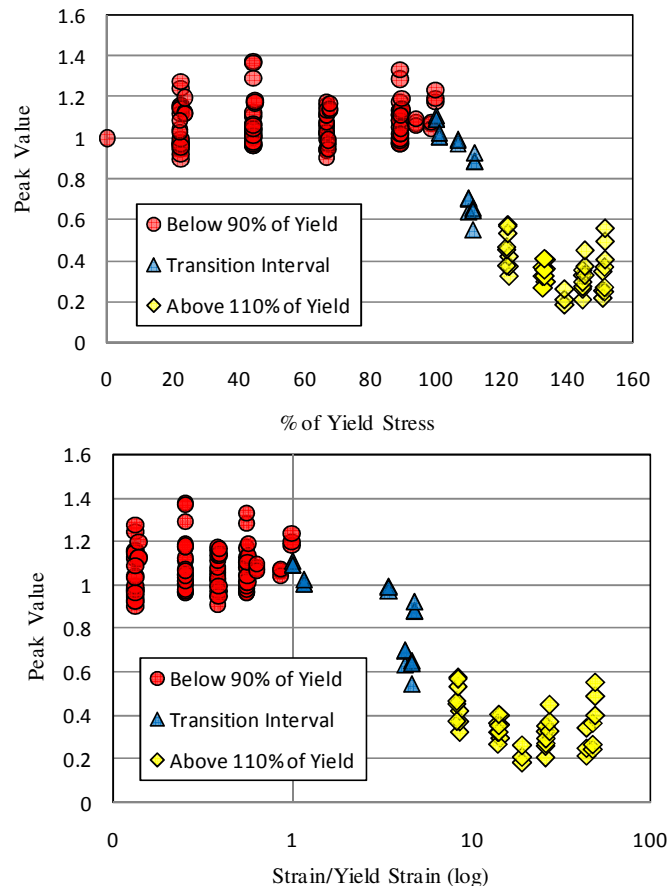 1.6
1.4
1.2
1
0.8
0.6
0.4
0.2
0
Peak Value
Below 90% of Yield
Transition Interval
Above 110% of Yield
0 20 40 60 80 100 120 140 160
% of Yield Stress
1.6
1.4
1.2
1
0.8
0.6
0.4
0.2
0
Peak Value
Below 90% of Yield
Transition Interval
Above 110% of Yield
0 1 10 100
Strain/Yield Strain (log)